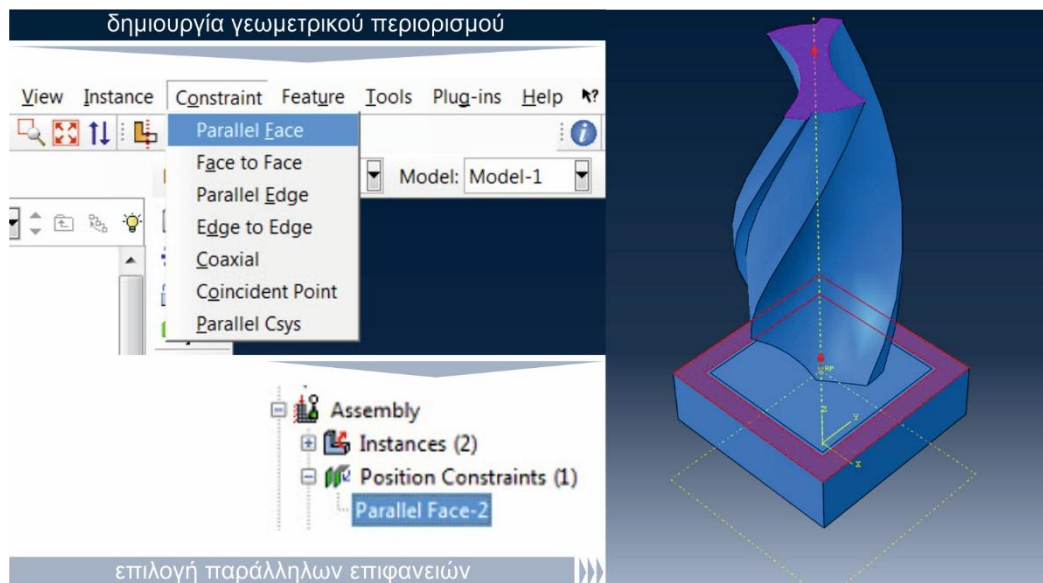 δημιουργία γεωμετρικού περιορισμού
View Instance Constraint Feature Tools Plug-ins Help
Parallel Face
Face to Face
Model: Model-1
Parallel Edge
Edge to Edge
Coaxial
Coincident Point
Parallel Csys
Assembly
Instances (2)
Position Constraints (1)
Parallel Face-2
επιλογή παράλληλων επιφανειών
RP
Z
Y
X